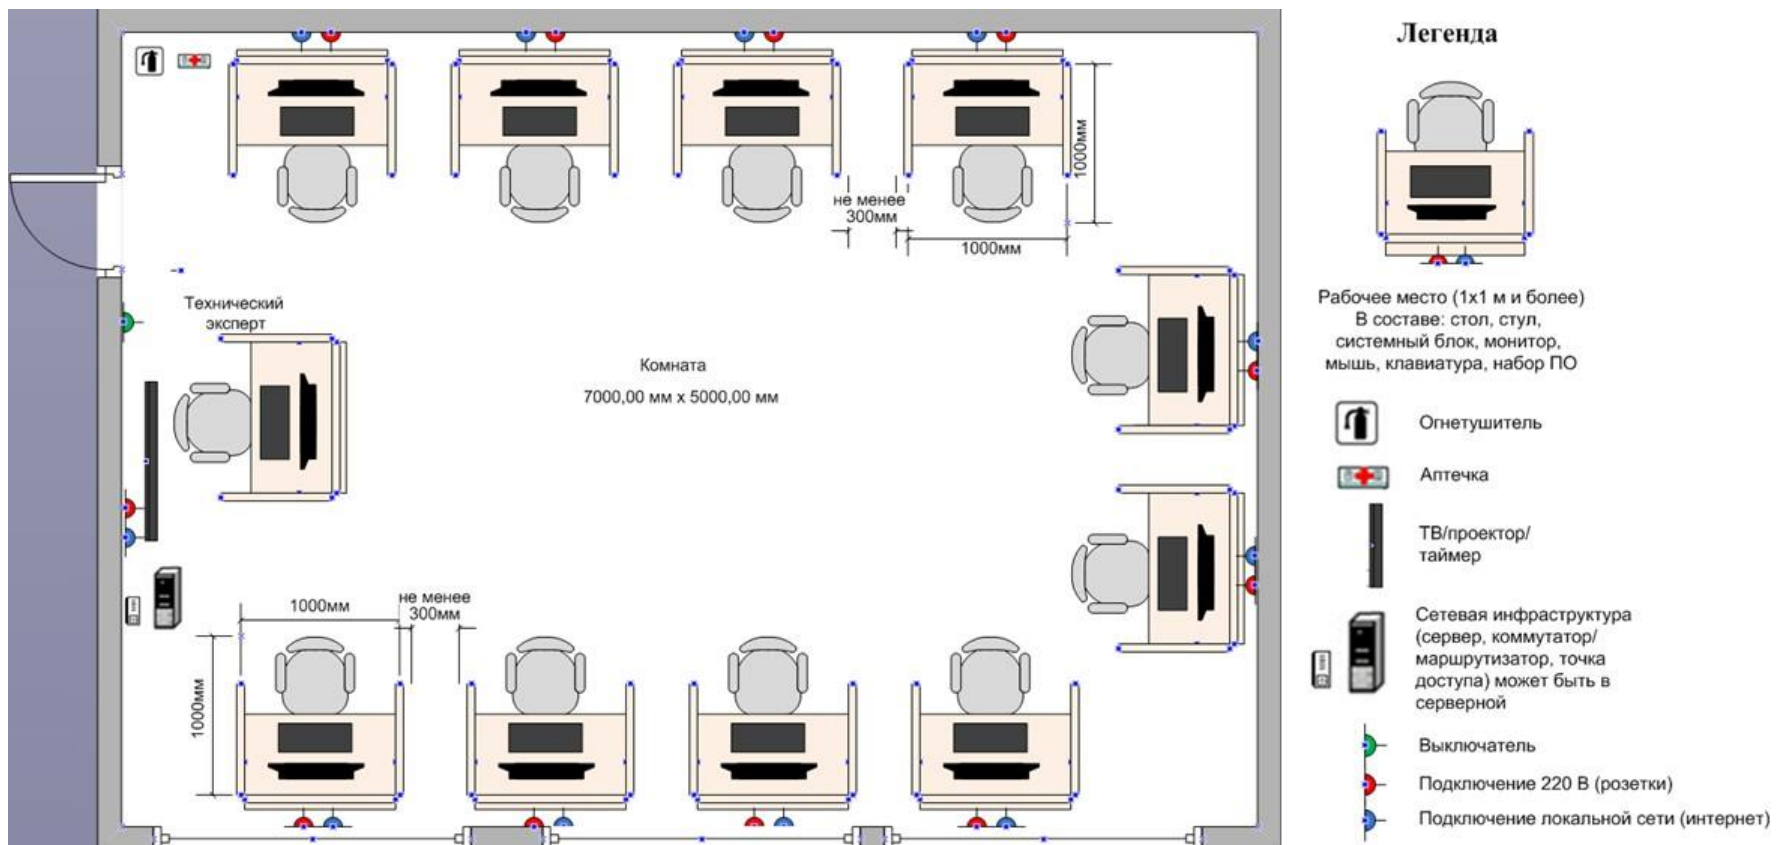 Легенда
1000мм
не менее
300мм
1000мм
Технический
эксперт
Комната
7000,00 мм x 5000,00 мм
1000мм
не менее
300мм
1000мм
Рабочее место (1х1 м и более)
В составе: стол, стул,
системный блок, монитор,
мышь, клавиатура, набор ПО
Огнетушитель
Аптечка
ТВ/проектор/
таймер
Сетевая инфраструктура
(сервер, коммутатор/
маршрутизатор, точка
доступа) может быть в
серверной
Выключатель
Подключение 220 В (розетки)
Подключение локальной сети (интернет)